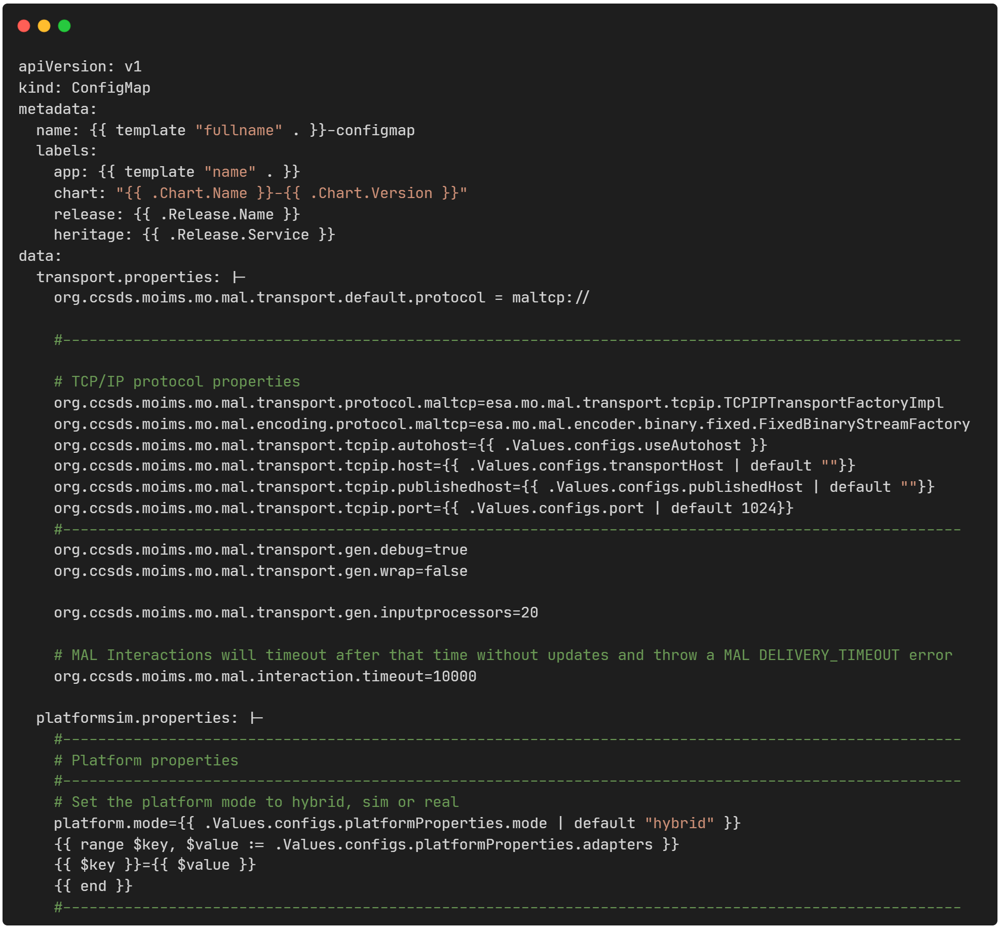 apiVersion: v1
kind: ConfigMap
metadata:
  name: {{ template "fullname" . }}-configmap
  labels:
    app: {{ template "name" . }}
    chart: "{{ .Chart.Name }}-{{ .Chart.Version }}"
    release: {{ .Release.Name }}
    heritage: {{ .Release.Service }}
data:
  transport.properties: |-
    org.ccsds.moims.mo.mal.transport.default.protocol = maltcp://
    #------------------------------------------------------------------------------------------------------
    # TCP/IP protocol properties
    org.ccsds.moims.mo.mal.transport.protocol.maltcp=esa.mo.mal.transport.tcpip.TCPIPTransportFactoryImpl
    org.ccsds.moims.mo.mal.encoding.protocol.maltcp=esa.mo.mal.encoder.binary.fixed.FixedBinaryStreamFactory
    org.ccsds.moims.mo.mal.transport.tcpip.autohost={{ .Values.configs.useAutohost }}
    org.ccsds.moims.mo.mal.transport.tcpip.host={{ .Values.configs.transportHost | default ""}}
    org.ccsds.moims.mo.mal.transport.tcpip.publishedhost={{ .Values.configs.publishedHost | default ""}}
    org.ccsds.moims.mo.mal.transport.tcpip.port={{ .Values.configs.port | default 1024}}
    #------------------------------------------------------------------------------------------------------
    org.ccsds.moims.mo.mal.transport.gen.debug=true
    org.ccsds.moims.mo.mal.transport.gen.wrap=false
    org.ccsds.moims.mo.mal.transport.gen.inputprocessors=20
    # MAL Interactions will timeout after that time without updates and throw a MAL DELIVERY_TIMEOUT error
    org.ccsds.moims.mo.mal.interaction.timeout=10000
  platformsim.properties: |-
    #------------------------------------------------------------------------------------------------------
    # Platform properties
    #------------------------------------------------------------------------------------------------------
    # Set the platform mode to hybrid, sim or real
    platform.mode={{ .Values.configs.platformProperties.mode | default "hybrid" }}
    {{ range $key, $value := .Values.configs.platformProperties.adapters }}
    {{ $key }}={{ $value }}
    {{ end }}
    #------------------------------------------------------------------------------------------------------